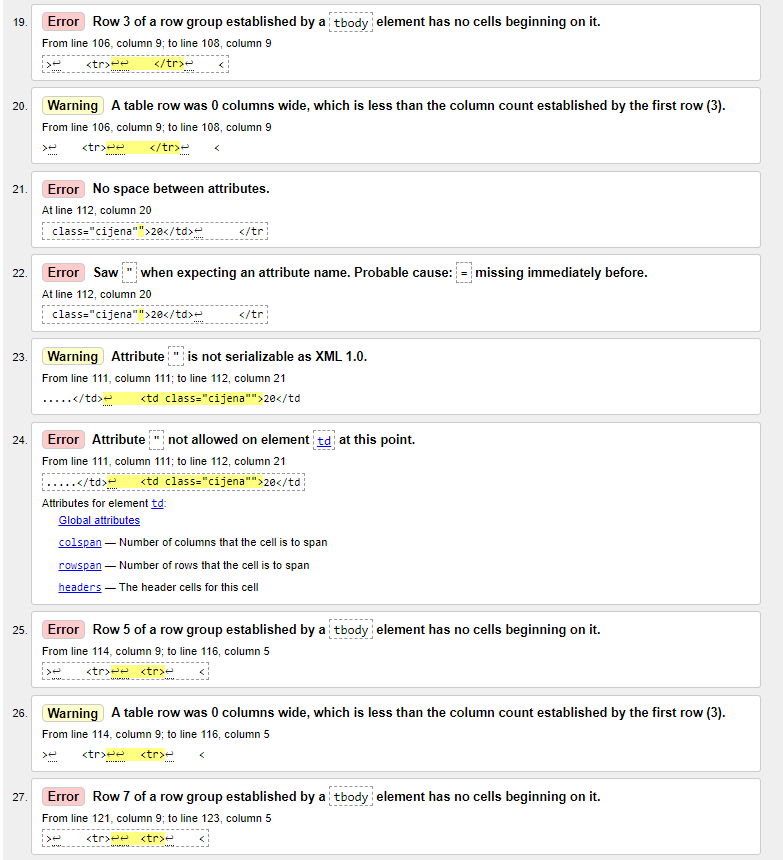 19. Error Row 3 of a row group established by a tbody element has no cells beginning on it.
From line 106, column 9; to line 108, column 9
>↩    <tr>↩↩    </tr>↩    <
20. Warning A table row was 0 columns wide, which is less than the column count established by the first row (3).
From line 106, column 9; to line 108, column 9
>↩    <tr>↩↩    </tr>↩    <
21. Error No space between attributes.
At line 112, column 20
class="cijena"">20</td>↩      </tr
22. Error Saw " when expecting an attribute name. Probable cause: = missing immediately before.
At line 112, column 20
class="cijena"">20</td>↩      </tr
23. Warning Attribute " is not serializable as XML 1.0.
From line 111, column 111; to line 112, column 21
.....</td>↩    <td class="cijena"">20</td
24. Error Attribute " not allowed on element td at this point.
From line 111, column 111; to line 112, column 21
.....</td>↩    <td class="cijena"">20</td
Attributes for element td:
Global attributes
colspan — Number of columns that the cell is to span
rowspan — Number of rows that the cell is to span
headers — The header cells for this cell
25. Error Row 5 of a row group established by a tbody element has no cells beginning on it.
From line 114, column 9; to line 116, column 5
>↩    <tr>↩↩  <tr>↩    <
26. Warning A table row was 0 columns wide, which is less than the column count established by the first row (3).
From line 114, column 9; to line 116, column 5
>↩    <tr>↩↩  <tr>↩    <
27. Error Row 7 of a row group established by a tbody element has no cells beginning on it.
From line 121, column 9; to line 123, column 5
>↩    <tr>↩↩  <tr>↩    <